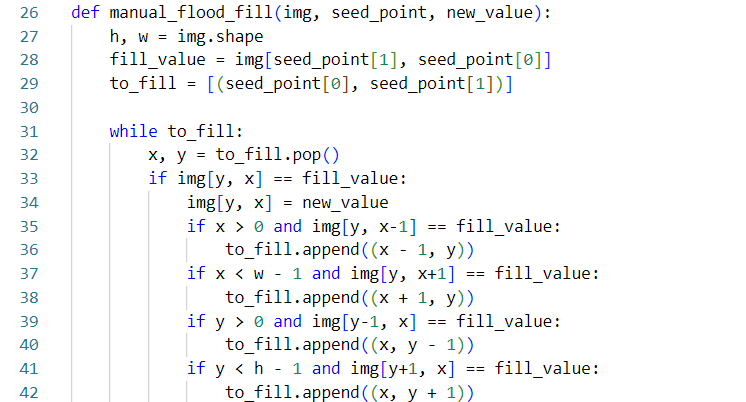 26 def manual_flood_fill(img, seed_point, new_value):
27     h, w = img.shape
28     fill_value = img[seed_point[1], seed_point[0]]
29     to_fill = [(seed_point[0], seed_point[1])]
30
31     while to_fill:
32         x, y = to_fill.pop()
33         if img[y, x] == fill_value:
34             img[y, x] = new_value
35             if x > 0 and img[y, x-1] == fill_value:
36                 to_fill.append((x - 1, y))
37             if x < w - 1 and img[y, x+1] == fill_value:
38                 to_fill.append((x + 1, y))
39             if y > 0 and img[y-1, x] == fill_value:
40                 to_fill.append((x, y - 1))
41             if y < h - 1 and img[y+1, x] == fill_value:
42                 to_fill.append((x, y + 1))